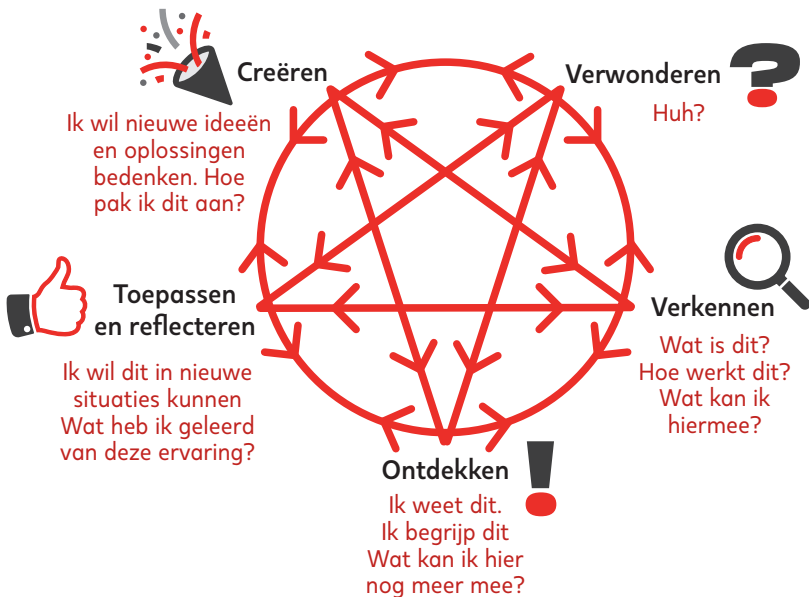 Creëren
Ik wil nieuwe ideeën
en oplossingen
bedenken. Hoe
pak ik dit aan?
Verwonderen
Huh?
Toepassen
en reflecteren
Ik wil dit in nieuwe
situaties kunnen
Wat heb ik geleerd
van deze ervaring?
Verkennen
Wat is dit?
Hoe werkt dit?
Wat kan ik
hiermee?
Ontdekken
Ik weet dit.
Ik begrijp dit
Wat kan ik hier
nog meer mee?